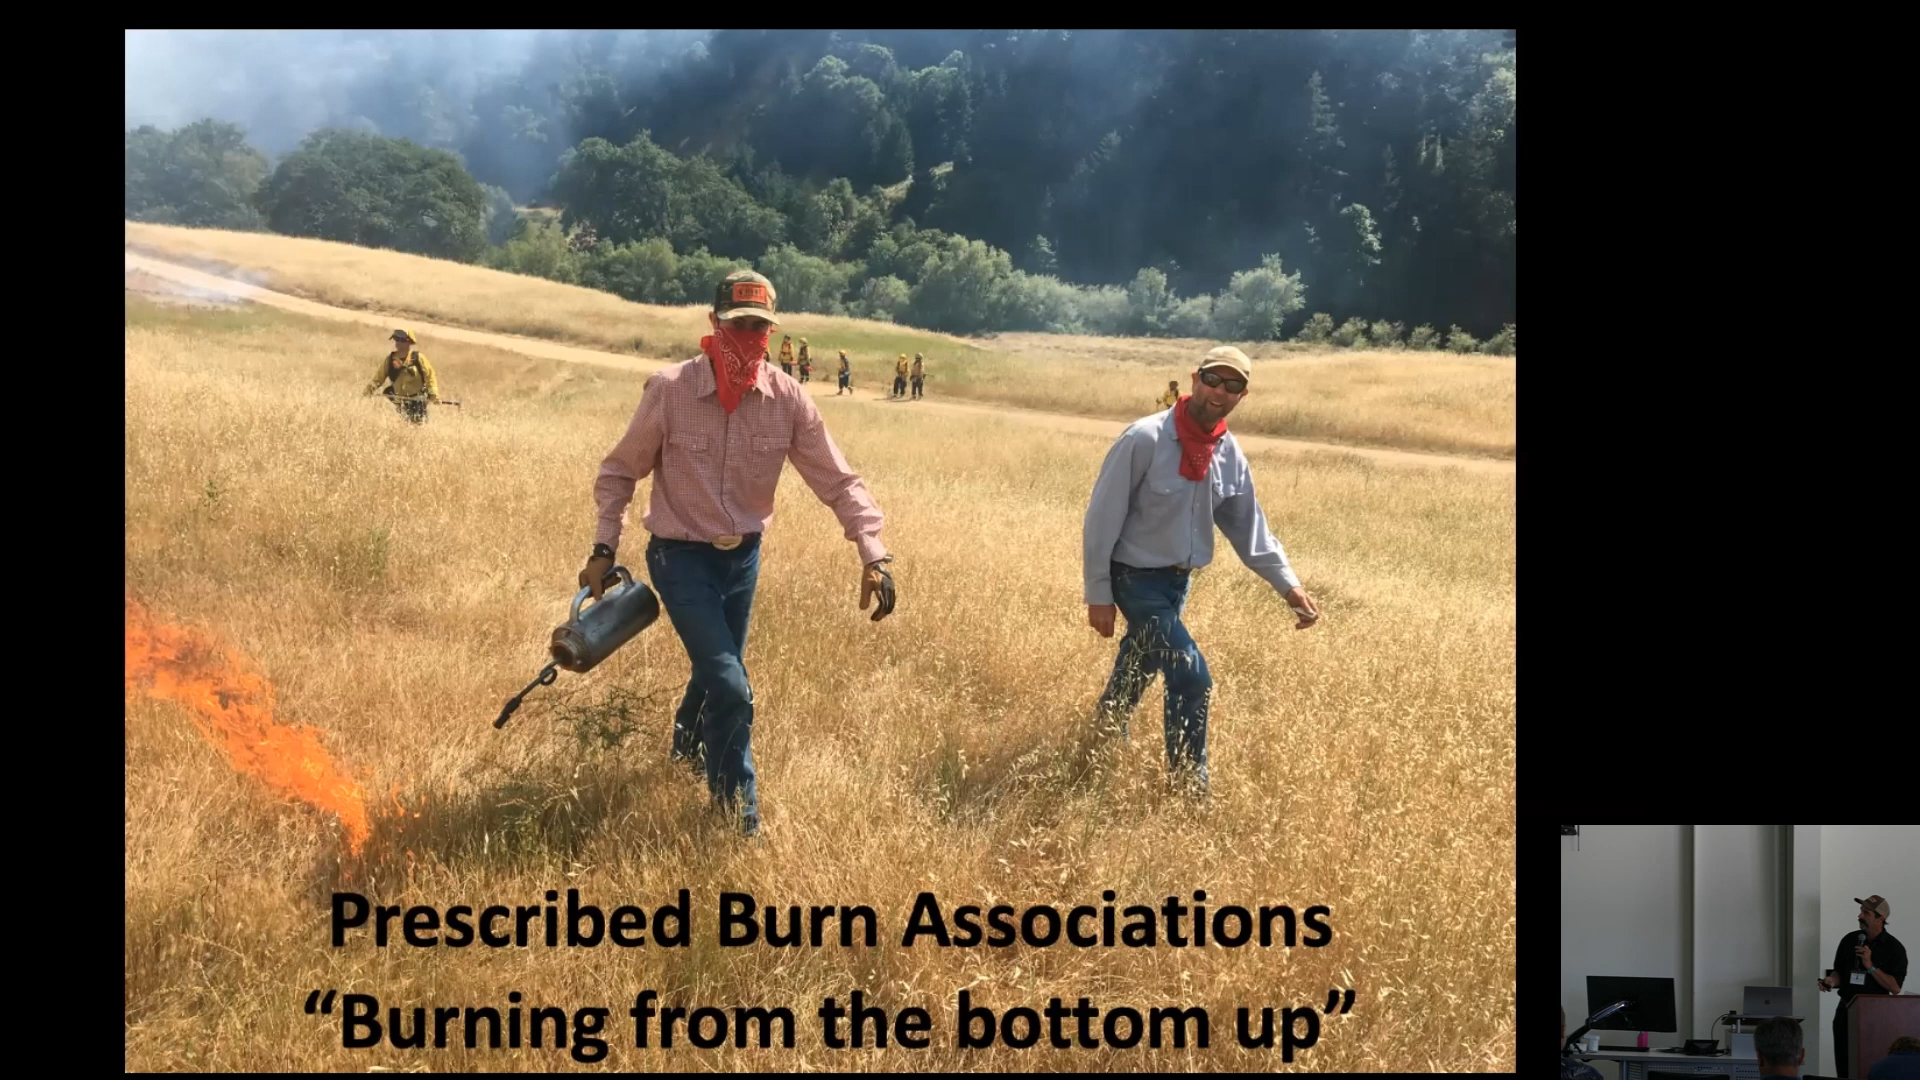 Prescribed Burn Associations
“Burning from the bottom up”